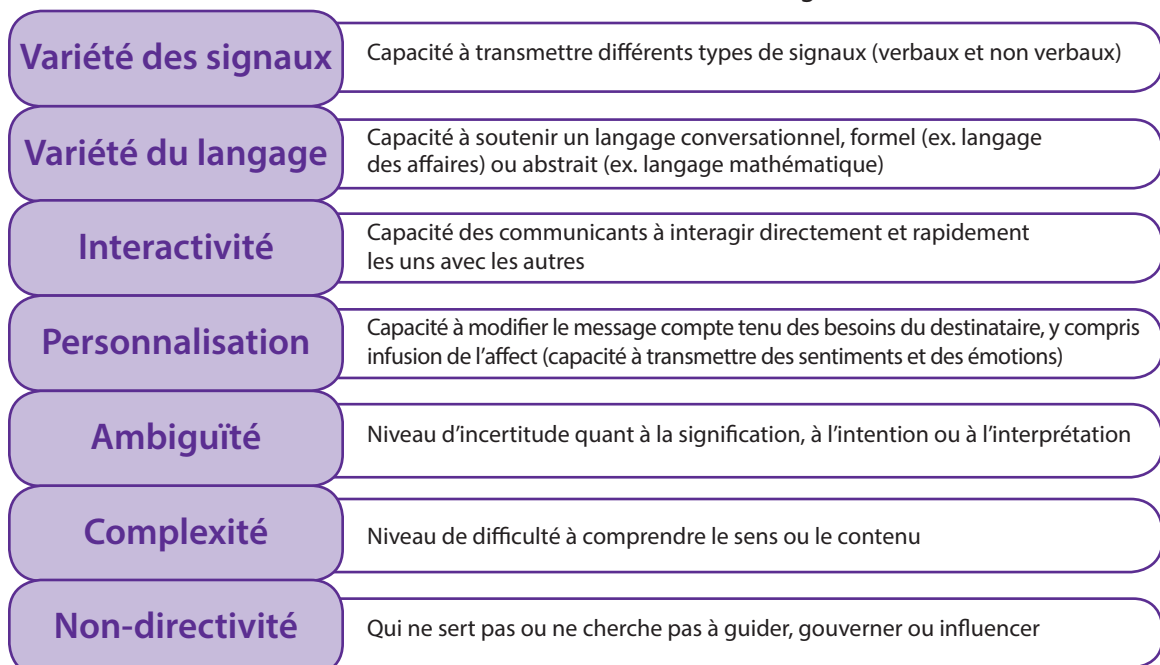 Variété des signaux
Capacité à transmettre différents types de signaux (verbaux et non verbaux)
Variété du langage
Capacité à soutenir un langage conversationnel, formel (ex. langage
des affaires) ou abstrait (ex. langage mathématique)
Interactivité
Capacité des communicants à interagir directement et rapidement
les uns avec les autres
Personnalisation
Capacité à modifier le message compte tenu des besoins du destinataire, y compris
infusion de l’affect (capacité à transmettre des sentiments et des émotions)
Ambiguïté
Niveau d’incertitude quant à la signification, à l’intention ou à l’interprétation
Complexité
Niveau de difficulté à comprendre le sens ou le contenu
Non-directivité
Qui ne sert pas ou ne cherche pas à guider, gouverner ou influencer